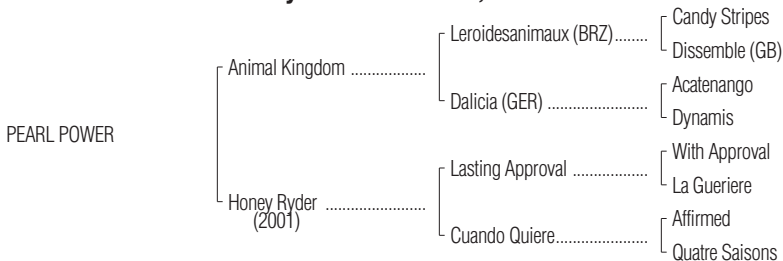 Candy Stripes
Leroidesanimaux (BRZ)........
Dissemble (GB)
Animal Kingdom ..................
Acatenango
Dalicia (GER) ......................
Dynamis
PEARL POWER
With Approval
Lasting Approval .................
La Gueriere
Honey Ryder .......................
(2001)
Affirmed
Cuando Quiere....................
Quatre Saisons